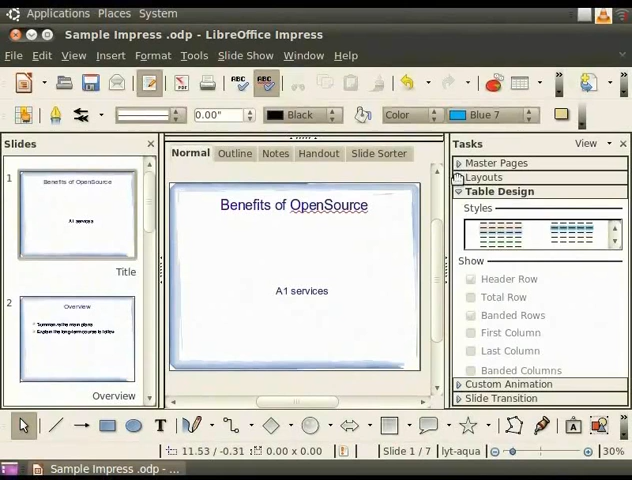 Applications Places System
Sample Impress .odp - LibreOffice Impress
File Edit View Insert Format Tools Slide Show Window Help
ABC ABC
0.00" Black Color Blue 7
Slides
Normal Outline Notes Handout Slide Sorter
Tasks View
Master Pages
Layouts
Table Design
Styles
Show
Header Row
Total Row
Banded Rows
First Column
Last Column
Banded Columns
Custom Animation
Slide Transition
1
Benefits of OpenSource
A1 services
Title
2
Overview
Overview
Benefits of OpenSource
A1 services
T
A
11.53 / -0.31 0.00 x 0.00 Slide 1 / 7 lyt-aqua 30%
Sample Impress .odp - ...